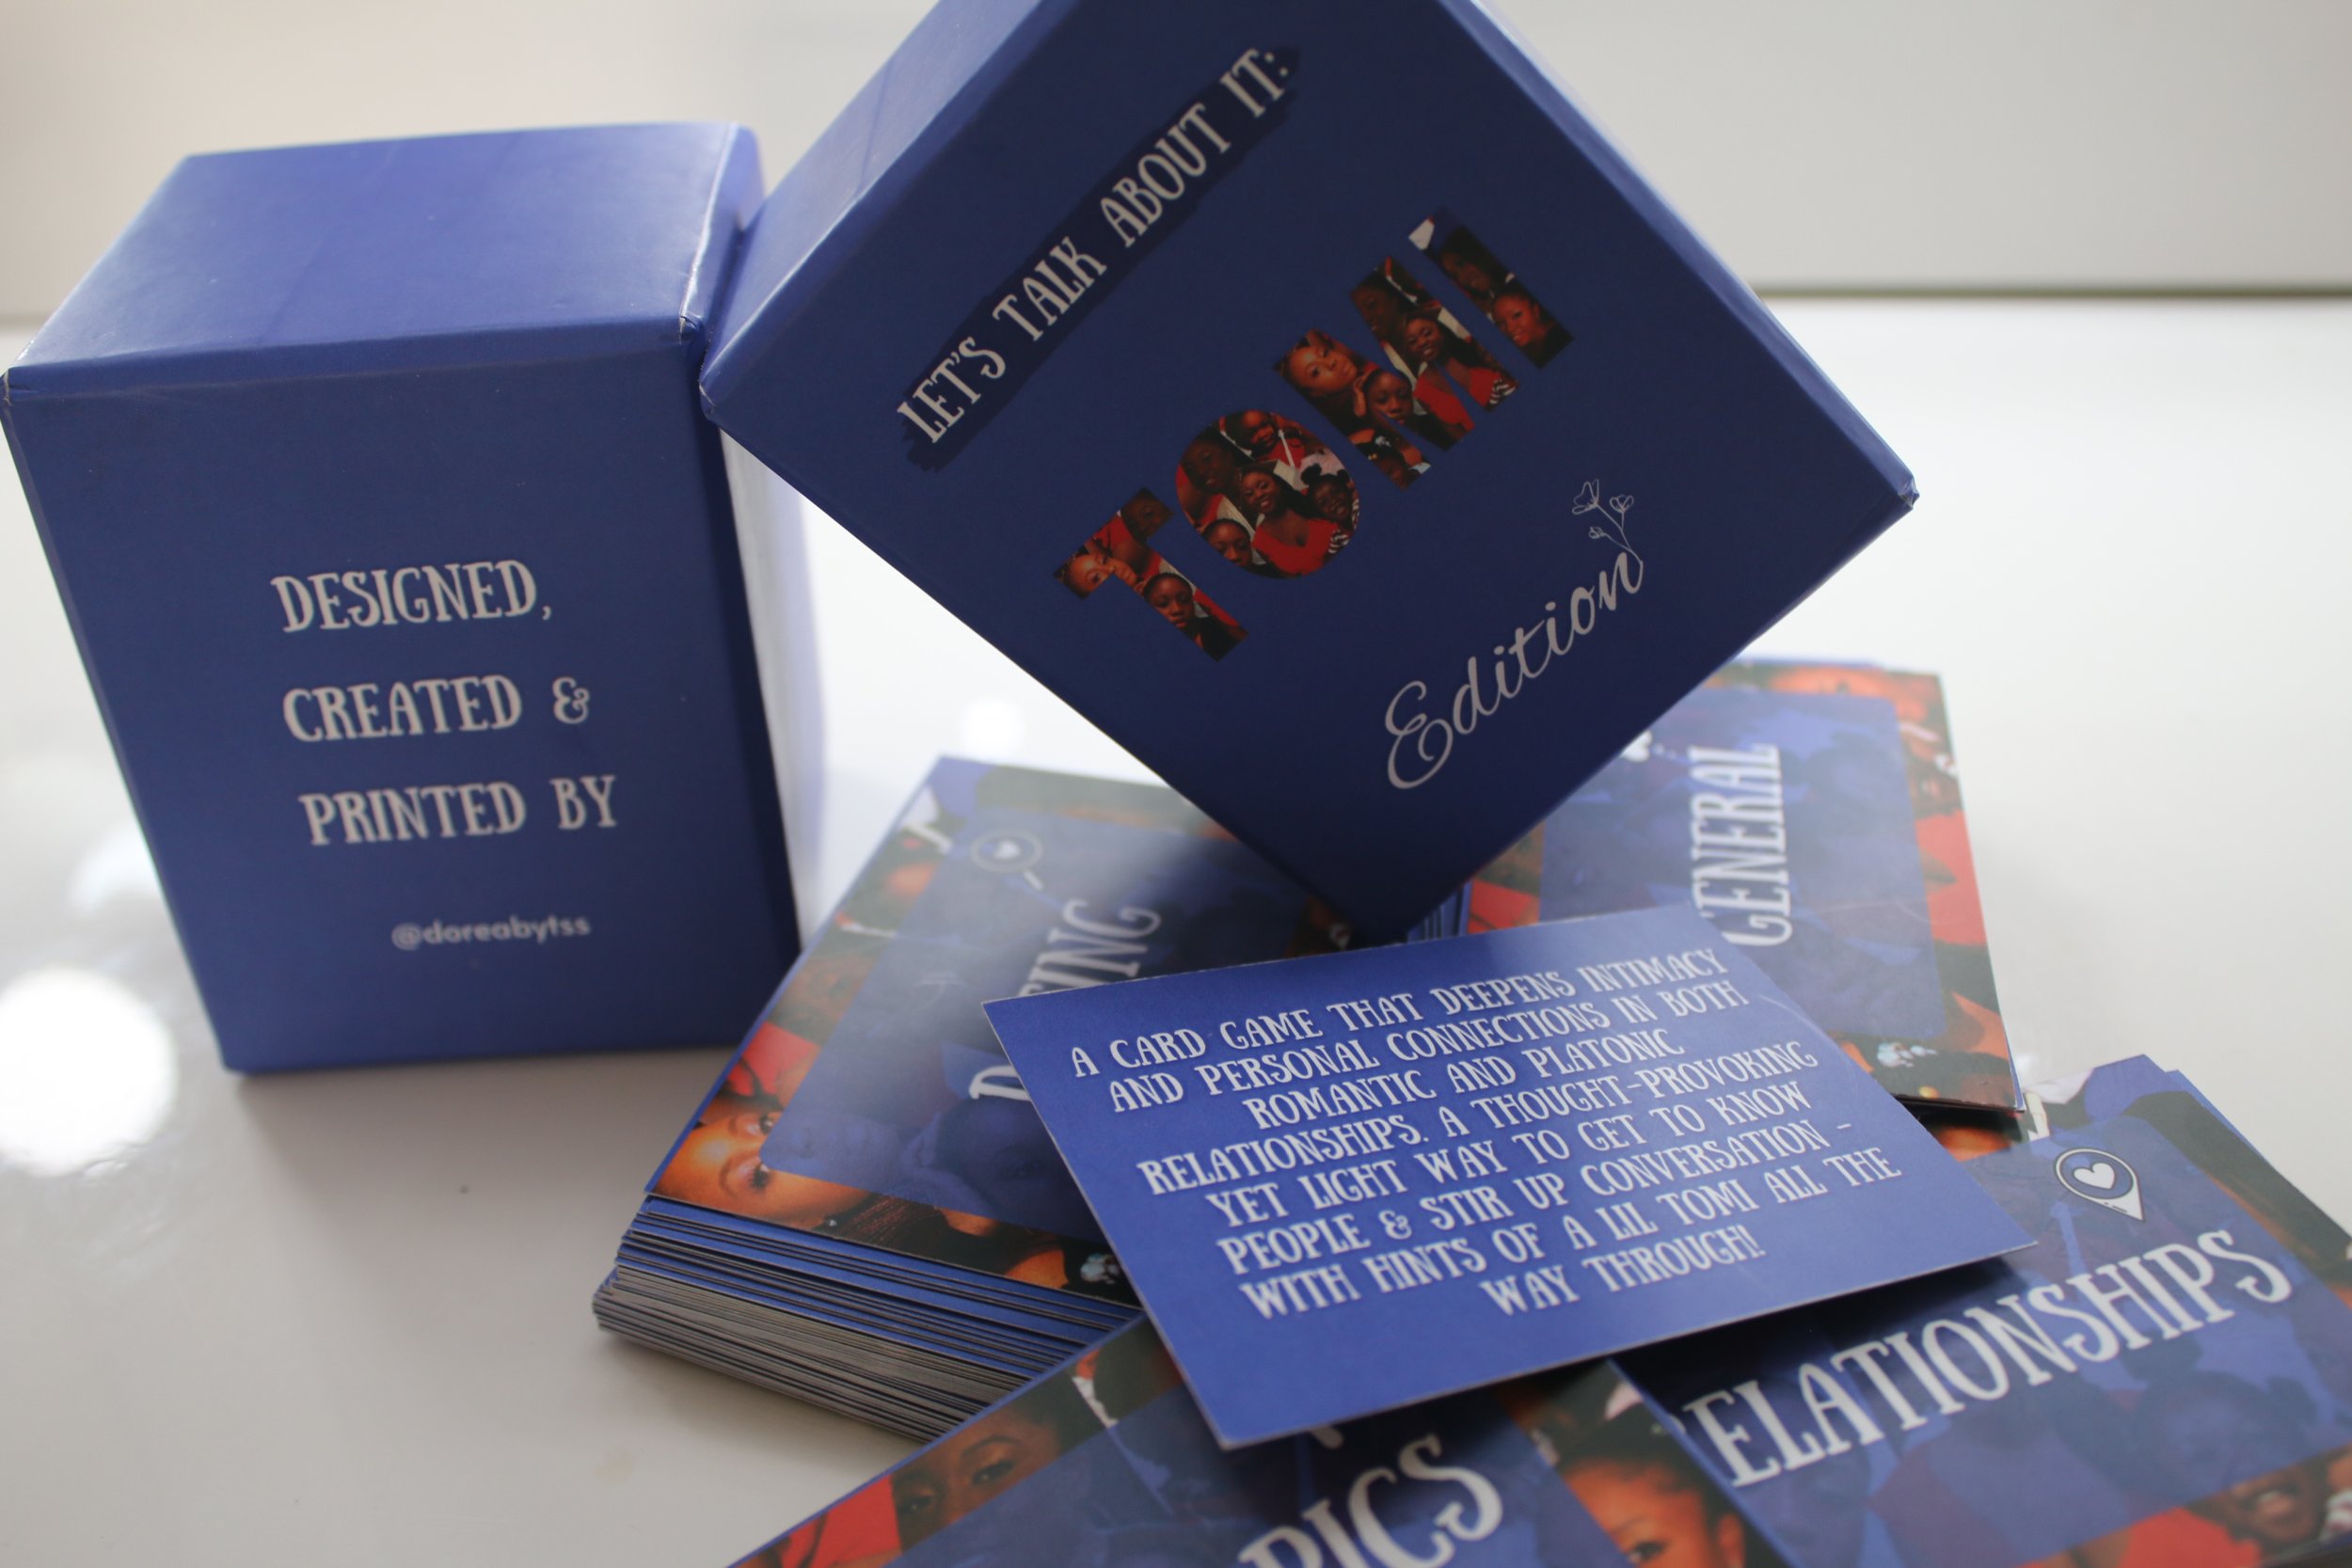 LET'S TALK ABOUT IT:
TOMI
Edition
DESIGNED,
CREATED &
PRINTED BY
@doreabytss
GENERAL
A CARD GAME THAT DEEPENS INTIMACY
AND PERSONAL CONNECTIONS IN BOTH
ROMANTIC AND PLATONIC
RELATIONSHIPS. A THOUGHT-PROVOKING
YET LIGHT WAY TO GET TO KNOW
PEOPLE & STIR UP CONVERSATION -
WITH HINTS OF A LIL TOMI ALL THE
WAY THROUGH!
RELATIONSHIPS